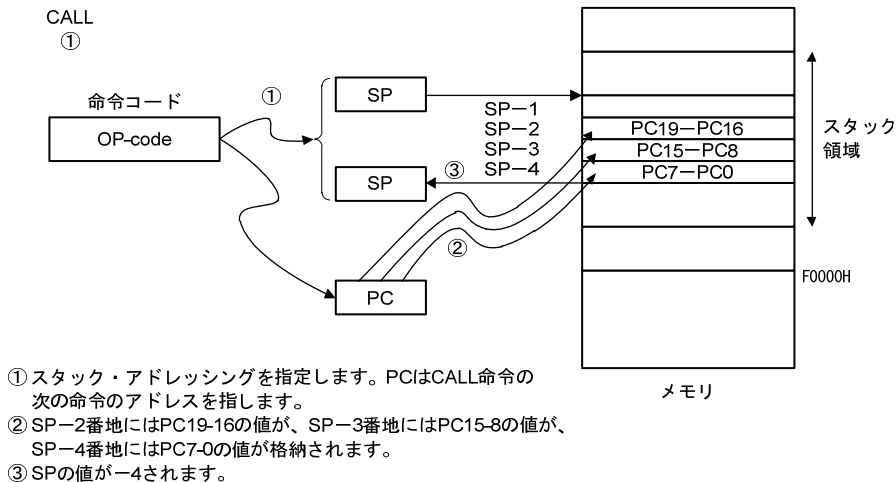 CALL
①
命令コード
OP-code
①
SP
SP
PC
SP－1
SP－2
SP－3
SP－4
③
②
PC19－PC16
PC15－PC8
PC7－PC0
スタック
領域
F0000H
メモリ
① スタック・アドレッシングを指定します。PCはCALL命令の
次の命令のアドレスを指します。
② SP－2番地にはPC19-16の値が、SP－3番地にはPC15-8の値が、
SP－4番地にはPC7-0の値が格納されます。
③ SPの値が－4されます。